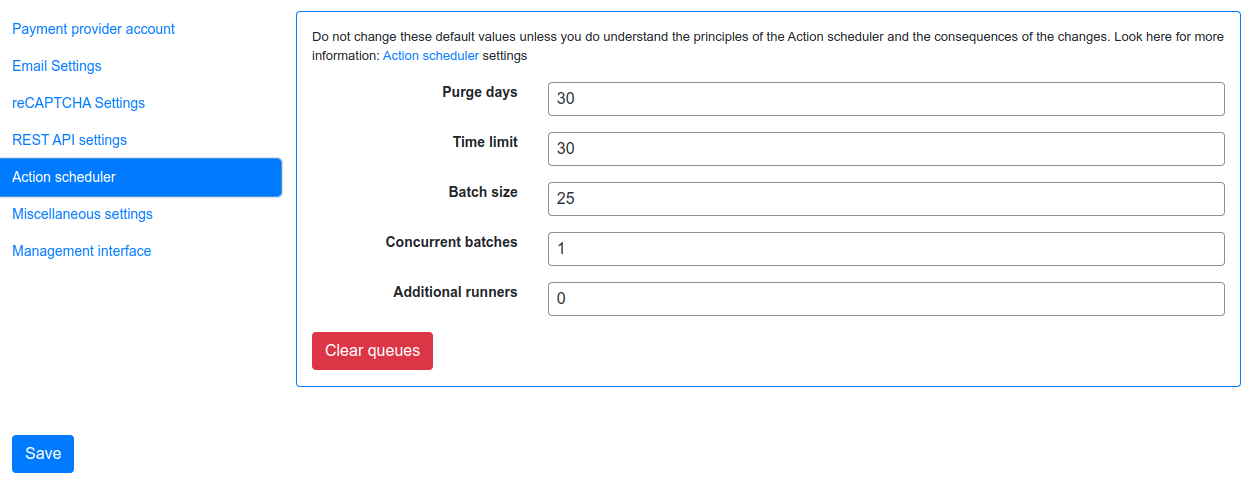 Payment provider account
Email Settings
reCAPTCHA Settings
REST API settings
Action scheduler
Miscellaneous settings
Management interface
Do not change these default values unless you do understand the principles of the Action scheduler and the consequences of the changes. Look here for more
information: Action scheduler settings
Purge days 30
Time limit 30
Batch size 25
Concurrent batches 1
Additional runners 0
Clear queues
Save